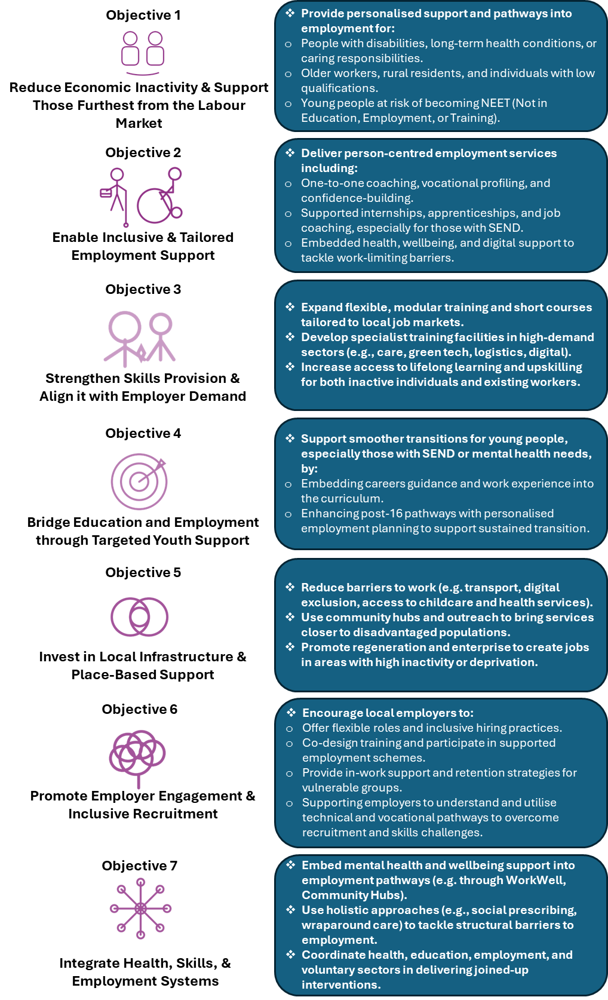 Objective 1
Reduce Economic Inactivity & Support
Those Furthest from the Labour
Market
❖ Provide personalised support and pathways into
employment for:
o People with disabilities, long-term health conditions, or
caring responsibilities.
o Older workers, rural residents, and individuals with low
qualifications.
o Young people at risk of becoming NEET (Not in
Education, Employment, or Training).
Objective 2
Enable Inclusive & Tailored
Employment Support
❖ Deliver person-centred employment services
including:
o One-to-one coaching, vocational profiling, and
confidence-building.
o Supported internships, apprenticeships, and job
coaching, especially for those with SEND.
o Embedded health, wellbeing, and digital support to
tackle work-limiting barriers.
Objective 3
Strengthen Skills Provision &
Align it with Employer Demand
❖ Expand flexible, modular training and short courses
tailored to local job markets.
❖ Develop specialist training facilities in high-demand
sectors (e.g., care, green tech, logistics, digital).
❖ Increase access to lifelong learning and upskilling
for both inactive individuals and existing workers.
Objective 4
Bridge Education and Employment
through Targeted Youth Support
❖ Support smoother transitions for young people,
especially those with SEND or mental health needs,
by:
o Embedding careers guidance and work experience into
the curriculum.
o Enhancing post-16 pathways with personalised
employment planning to support sustained transition.
Objective 5
Invest in Local Infrastructure &
Place-Based Support
❖ Reduce barriers to work (e.g. transport, digital
exclusion, access to childcare and health services).
❖ Use community hubs and outreach to bring services
closer to disadvantaged populations.
❖ Promote regeneration and enterprise to create jobs
in areas with high inactivity or deprivation.
Objective 6
Promote Employer Engagement &
Inclusive Recruitment
❖ Encourage local employers to:
o Offer flexible roles and inclusive hiring practices.
o Co-design training and participate in supported
employment schemes.
o Provide in-work support and retention strategies for
vulnerable groups.
o Supporting employers to understand and utilise
technical and vocational pathways to overcome
recruitment and skills challenges.
Objective 7
Integrate Health, Skills, &
Employment Systems
❖ Embed mental health and wellbeing support into
employment pathways (e.g. through WorkWell,
Community Hubs).
❖ Use holistic approaches (e.g., social prescribing,
wraparound care) to tackle structural barriers to
employment.
❖ Coordinate health, education, employment, and
voluntary sectors in delivering joined-up
interventions.